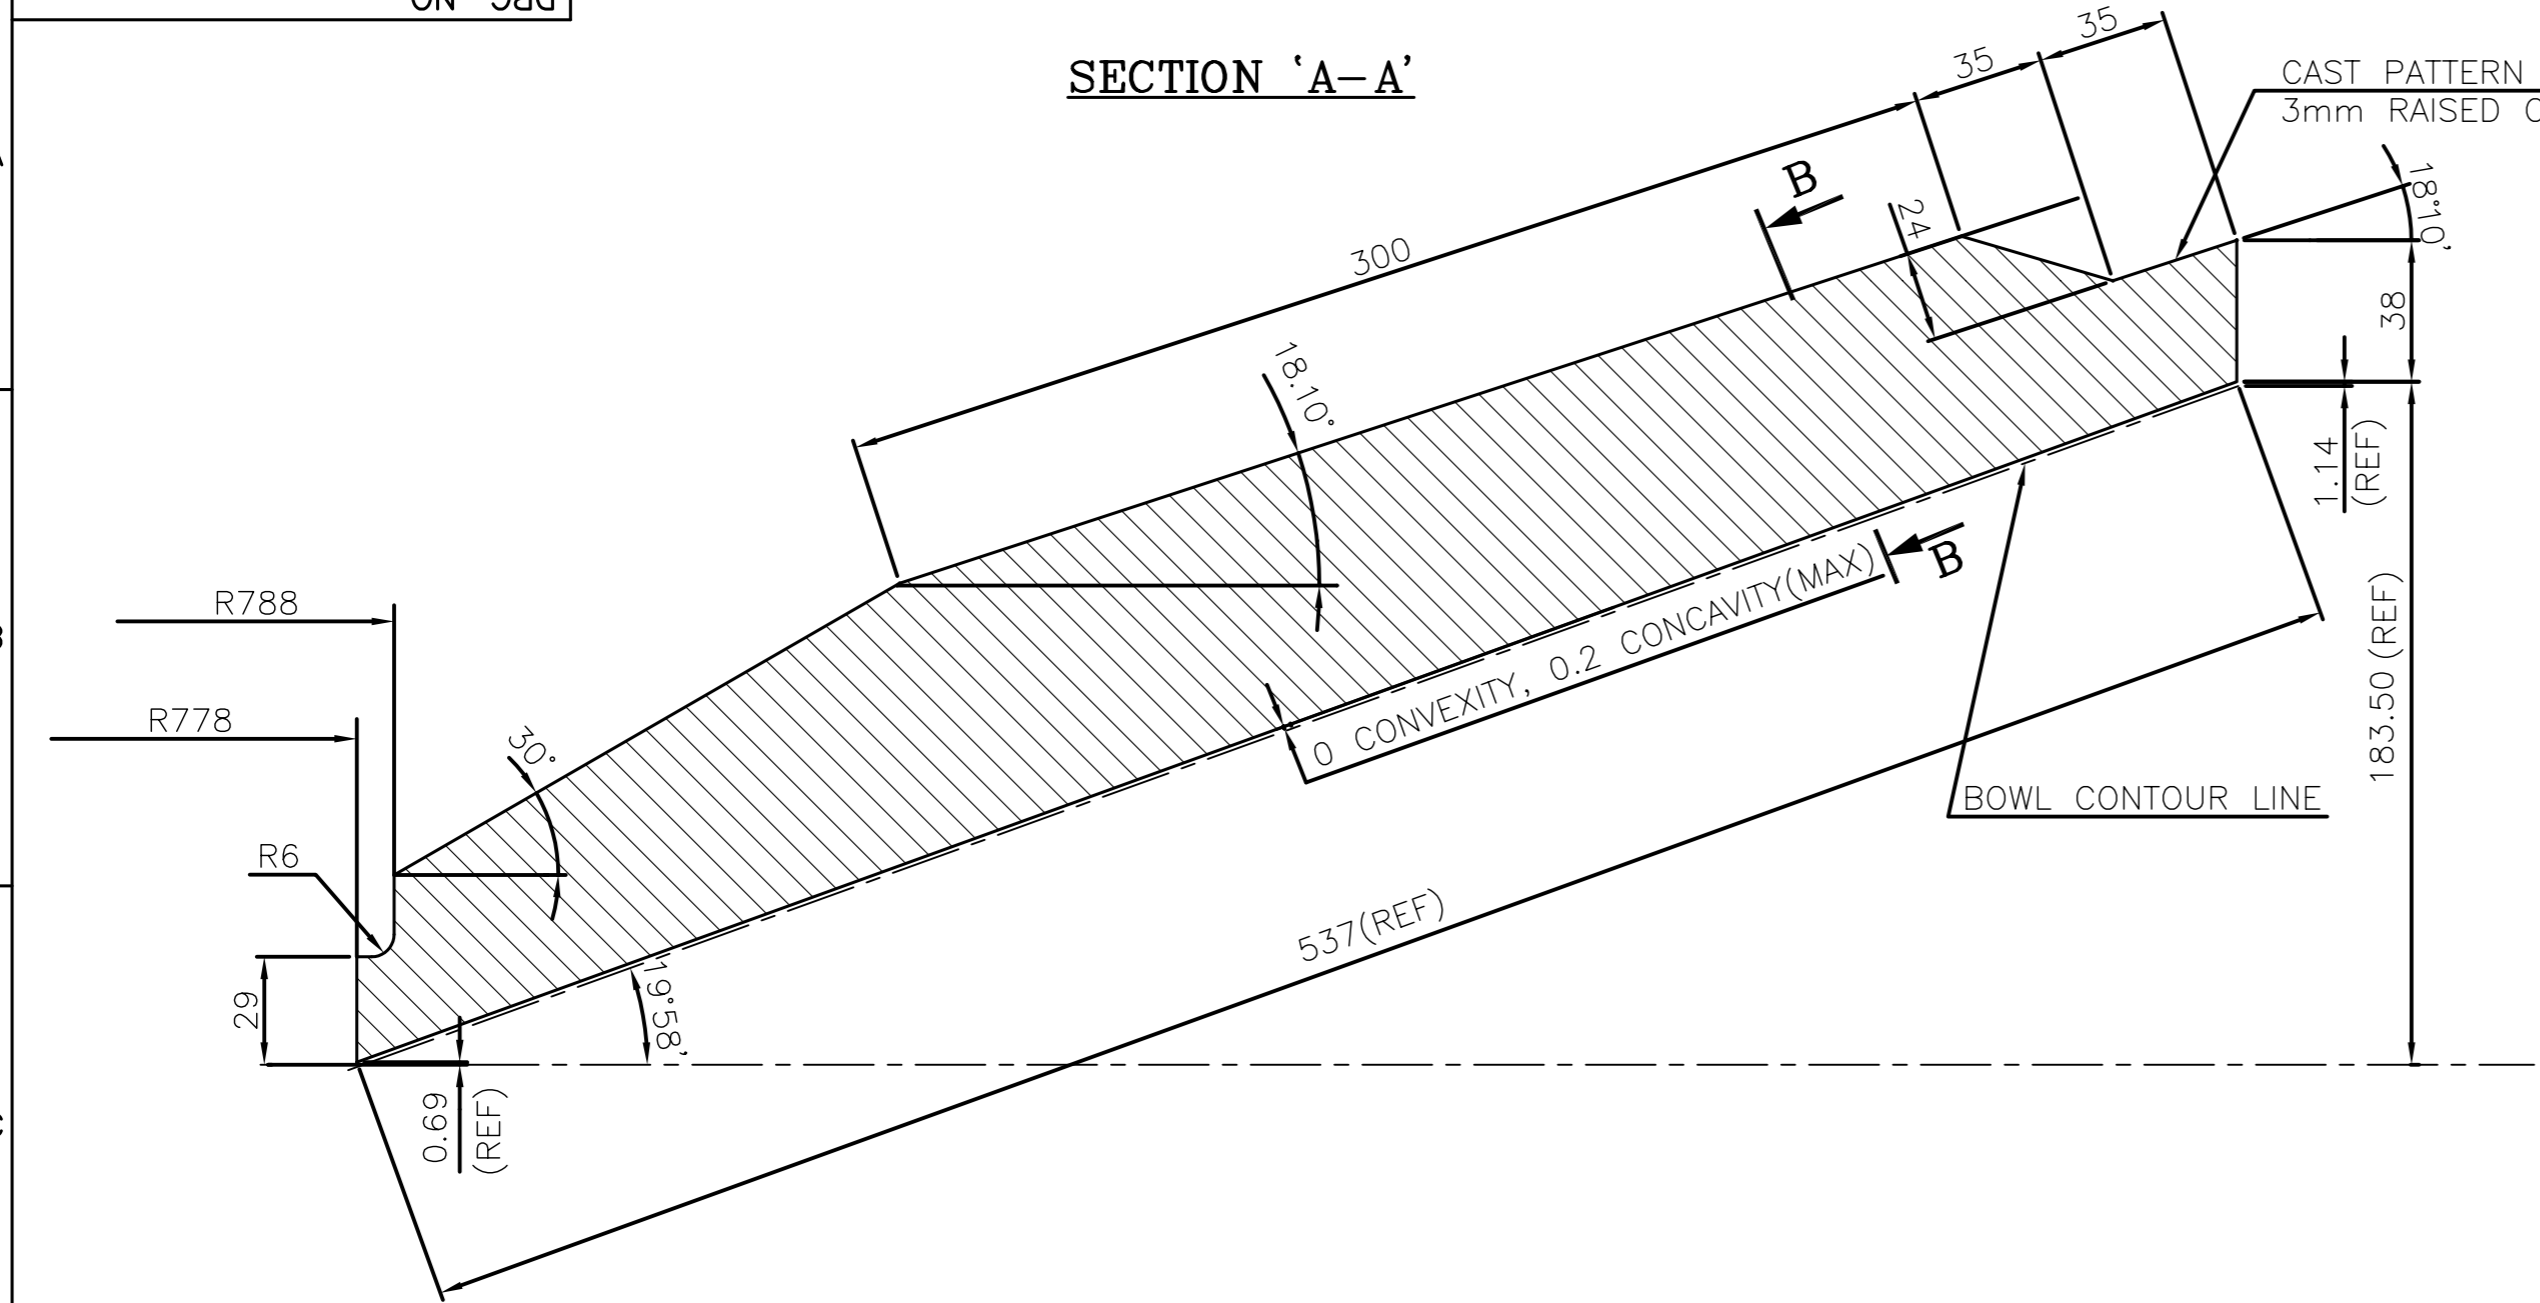 DRG NO
SECTION ‘A–A’
35
35
CAST PATTERN
3mm RAISED
B
18°10'
24
300
38
18.10°
1.14
(REF)
B
0 CONVEXITY, 0.2 CONCAVITY(MAX)
R788
183.50(REF)
R778
30°
BOWL CONTOUR LINE
R6
537(REF)
29
19°58'
0.69
(REF)